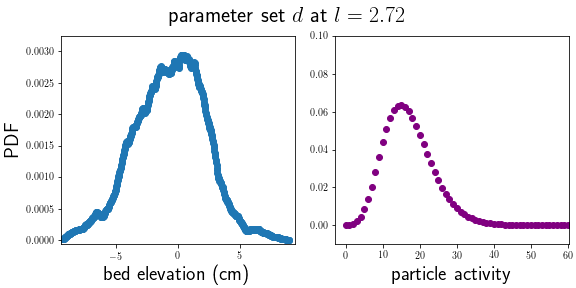 parameter set d at l = 2.72
PDF
0.0030
0.0025
0.0020
0.0015
0.0010
0.0005
0.0000
−5 0 5
bed elevation (cm)
0.10
0.08
0.06
0.04
0.02
0.00
0 10 20 30 40 50 60
particle activity